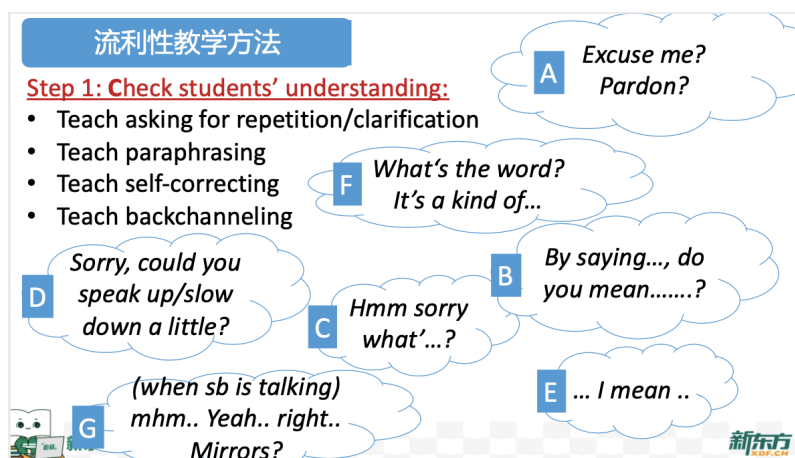 流利性教学方法
Step 1: Check students' understanding:
• Teach asking for repetition/clarification
• Teach paraphrasing
• Teach self-correcting
• Teach backchanneling
A
Excuse me?
Pardon?
F
What‘s the word?
It's a kind of…
D
Sorry, could you
speak up/slow
down a little?
C
Hmm sorry
what'…?
B
By saying…, do
you mean…….?
E
… I mean ..
G
(when sb is talking)
mhm.. Yeah.. right..
Mirrors?
新东方
XDF.CN